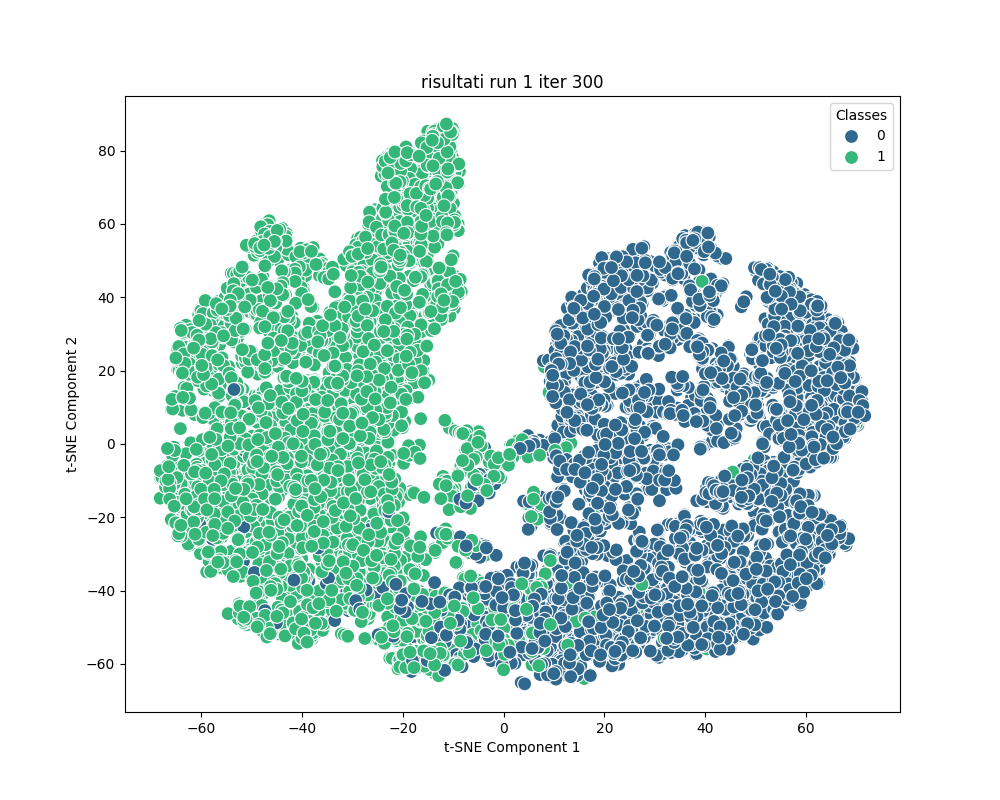 risultati run 1 iter 300
Classes
0
1
80
60
40
20
0
−20
−40
−60
t-SNE Component 2
−60 −40 −20 0 20 40 60
t-SNE Component 1